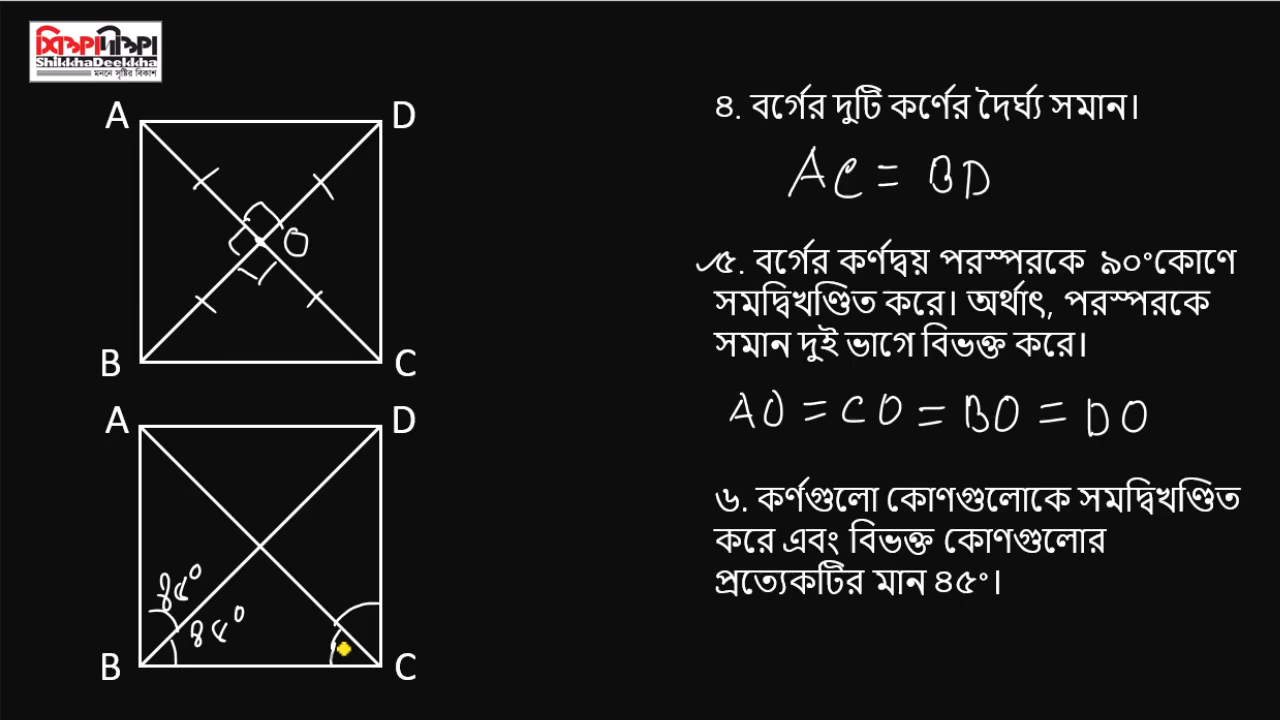 শিক্ষাদীক্ষা
ShikkhaDeekkha
মননে সৃষ্টির বিকাশ
A
D
O
B
C
A
D
৪৫°
৪৫°
B
C
৪. বর্গের দুটি কর্ণের দৈর্ঘ্য সমান।
AC = BD
৫. বর্গের কর্ণদ্বয় পরস্পরকে ৯০°কোণে
সমদ্বিখণ্ডিত করে। অর্থাৎ, পরস্পরকে
সমান দুই ভাগে বিভক্ত করে।
AO = CO = BO = DO
৬. কর্ণগুলো কোণগুলোকে সমদ্বিখণ্ডিত
করে এবং বিভক্ত কোণগুলোর
প্রত্যেকটির মান ৪৫°।